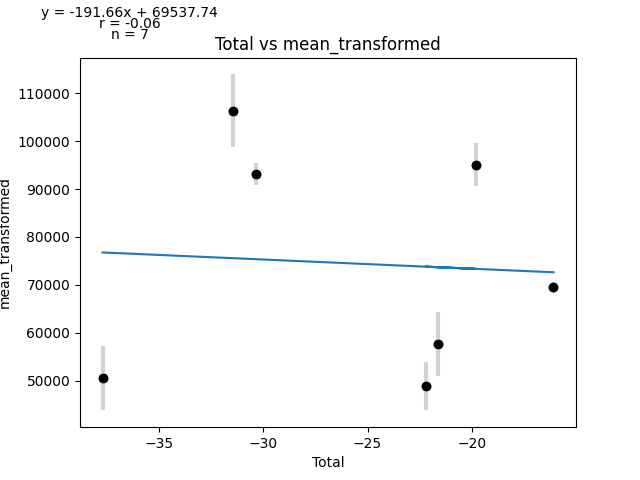 y = -191.66x + 69537.74
r = -0.06
n = 7
Total vs mean_transformed
mean_transformed
110000
100000
90000
80000
70000
60000
50000
−35
−30
−25
−20
Total